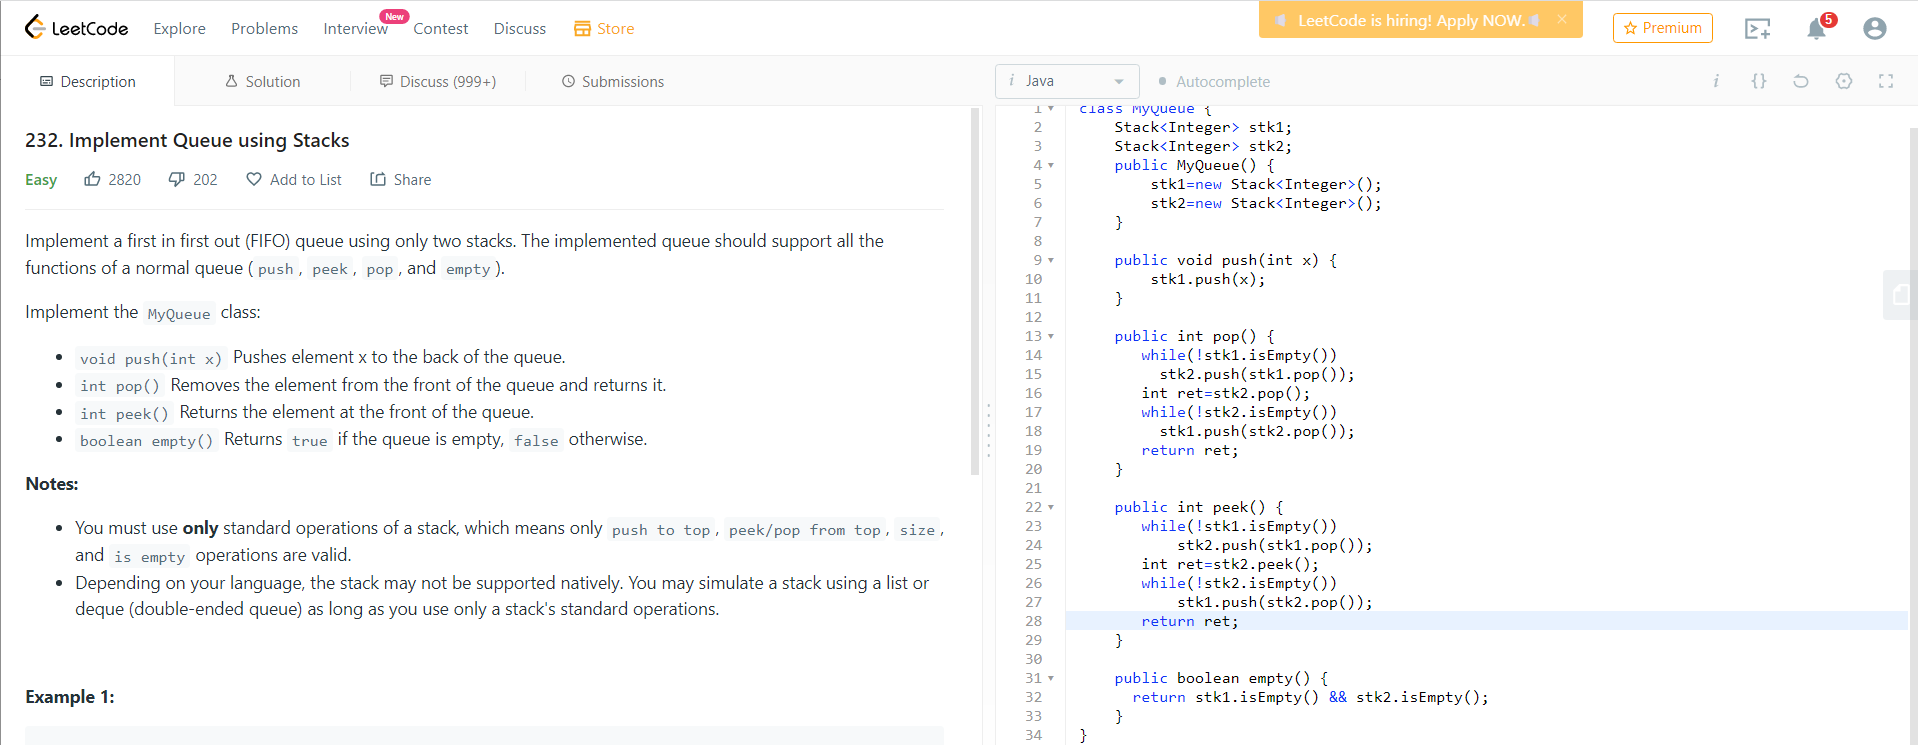 LeetCode Explore Problems Interview New Contest Discuss Store LeetCode is hiring! Apply NOW. × Premium 5
Description Solution Discuss (999+) Submissions
232. Implement Queue using Stacks
Easy 2820 202 Add to List Share
Implement a first in first out (FIFO) queue using only two stacks. The implemented queue should support all the
functions of a normal queue ( push , peek , pop , and empty ).
Implement the MyQueue class:
• void push(int x) Pushes element x to the back of the queue.
• int pop() Removes the element from the front of the queue and returns it.
• int peek() Returns the element at the front of the queue.
• boolean empty() Returns true if the queue is empty, false otherwise.
Notes:
• You must use only standard operations of a stack, which means only push to top , peek/pop from top , size ,
and is empty operations are valid.
• Depending on your language, the stack may not be supported natively. You may simulate a stack using a list or
deque (double-ended queue) as long as you use only a stack's standard operations.
Example 1:
i Java Autocomplete i {}
1 class MyQueue {
2 Stack<Integer> stk1;
3 Stack<Integer> stk2;
4 public MyQueue() {
5 stk1=new Stack<Integer>();
6 stk2=new Stack<Integer>();
7 }
8
9 public void push(int x) {
10 stk1.push(x);
11 }
12
13 public int pop() {
14 while(!stk1.isEmpty())
15 stk2.push(stk1.pop());
16 int ret=stk2.pop();
17 while(!stk2.isEmpty())
18 stk1.push(stk2.pop());
19 return ret;
20 }
21
22 public int peek() {
23 while(!stk1.isEmpty())
24 stk2.push(stk1.pop());
25 int ret=stk2.peek();
26 while(!stk2.isEmpty())
27 stk1.push(stk2.pop());
28 return ret;
29 }
30
31 public boolean empty() {
32 return stk1.isEmpty() && stk2.isEmpty();
33 }
34 }